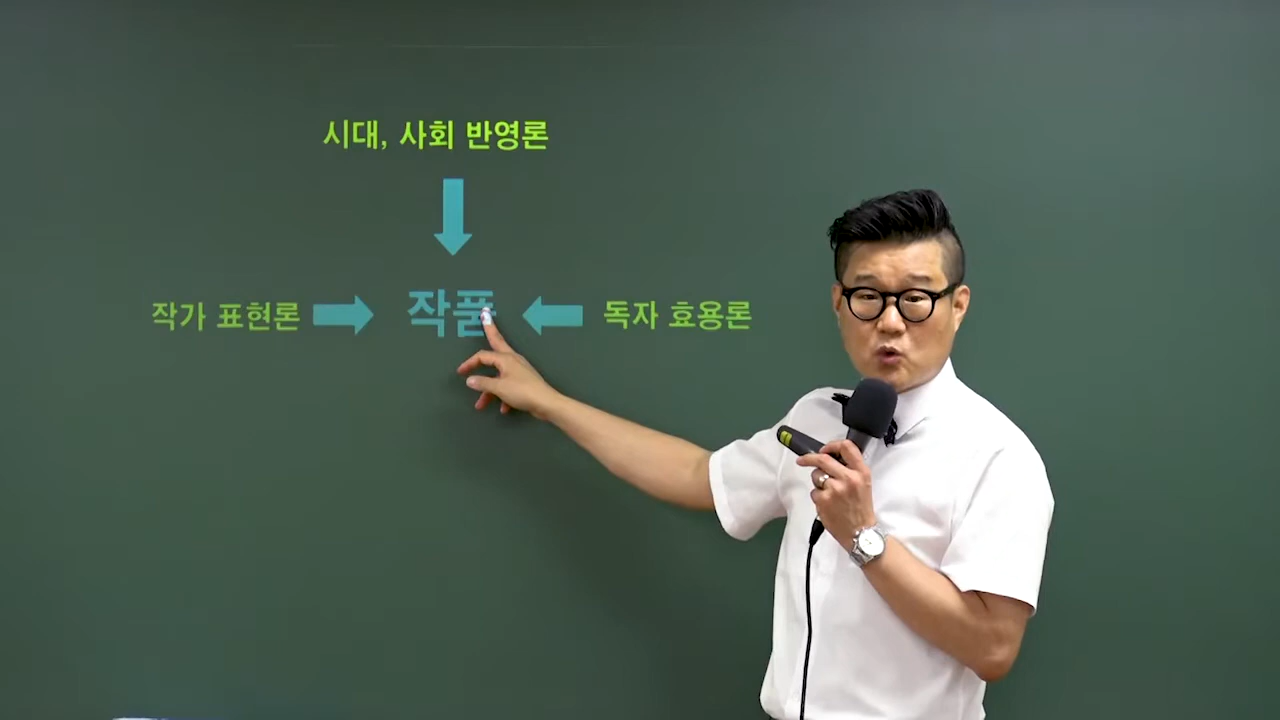 시대, 사회 반영론
작가 표현론
작품
독자 효용론